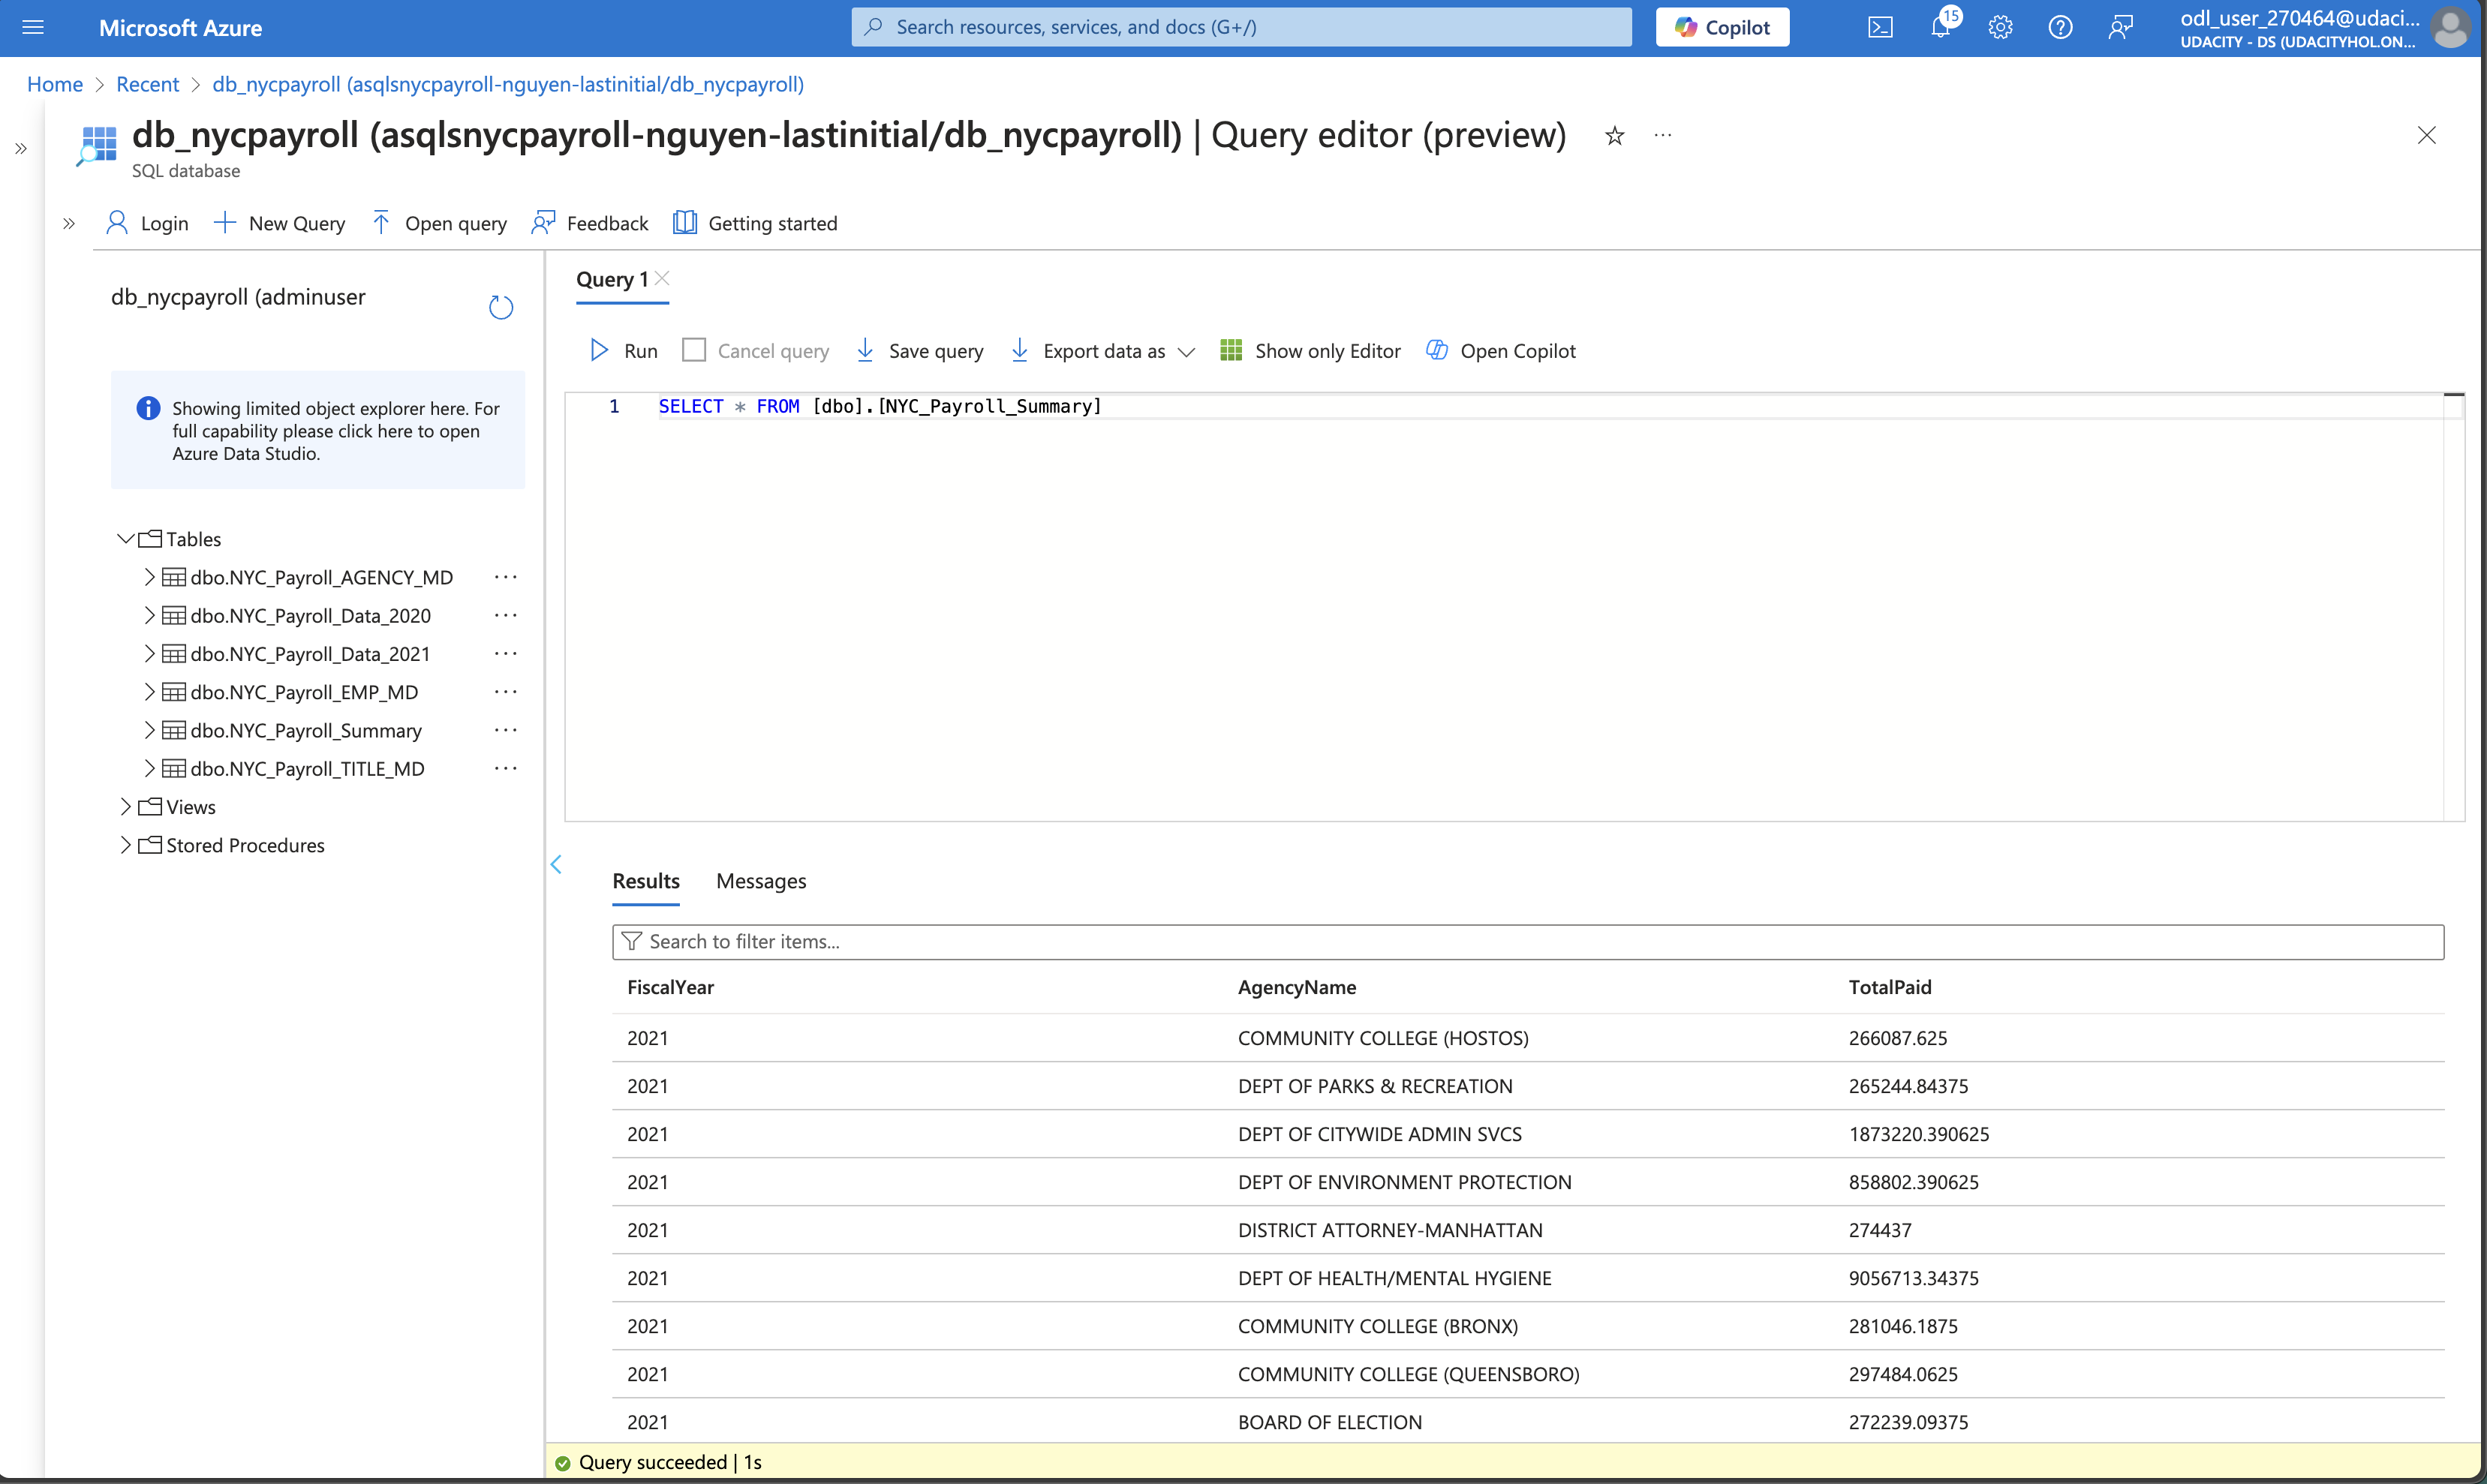 Microsoft Azure
Search resources, services, and docs (G+/)
Copilot
15
odl_user_270464@udaci...
UDACITY - DS (UDACITYHOL.ON...
Home > Recent > db_nycpayroll (asqlsnycpayroll-nguyen-lastinitial/db_nycpayroll)
db_nycpayroll (asqlsnycpayroll-nguyen-lastinitial/db_nycpayroll) | Query editor (preview)
SQL database
Login
New Query
Open query
Feedback
Getting started
db_nycpayroll (adminuser
Showing limited object explorer here. For
full capability please click here to open
Azure Data Studio.
Tables
dbo.NYC_Payroll_AGENCY_MD
dbo.NYC_Payroll_Data_2020
dbo.NYC_Payroll_Data_2021
dbo.NYC_Payroll_EMP_MD
dbo.NYC_Payroll_Summary
dbo.NYC_Payroll_TITLE_MD
Views
Stored Procedures
Query 1
Run
Cancel query
Save query
Export data as
Show only Editor
Open Copilot
1 SELECT * FROM [dbo].[NYC_Payroll_Summary]
Results
Messages
Search to filter items...
FiscalYear AgencyName TotalPaid
2021 COMMUNITY COLLEGE (HOSTOS) 266087.625
2021 DEPT OF PARKS & RECREATION 265244.84375
2021 DEPT OF CITYWIDE ADMIN SVCS 1873220.390625
2021 DEPT OF ENVIRONMENT PROTECTION 858802.390625
2021 DISTRICT ATTORNEY-MANHATTAN 274437
2021 DEPT OF HEALTH/MENTAL HYGIENE 9056713.34375
2021 COMMUNITY COLLEGE (BRONX) 281046.1875
2021 COMMUNITY COLLEGE (QUEENSBORO) 297484.0625
2021 BOARD OF ELECTION 272239.09375
Query succeeded | 1s